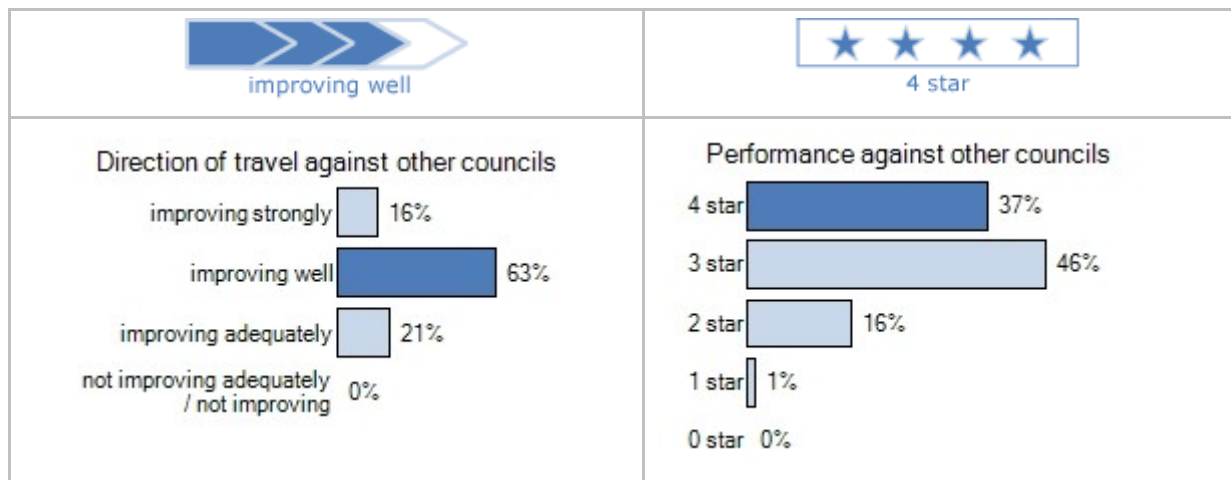 improving well
4 star
Direction of travel against other councils
improving strongly 16%
improving well 63%
improving adequately 21%
not improving adequately
/ not improving 0%
Performance against other councils
4 star 37%
3 star 46%
2 star 16%
1 star 1%
0 star 0%